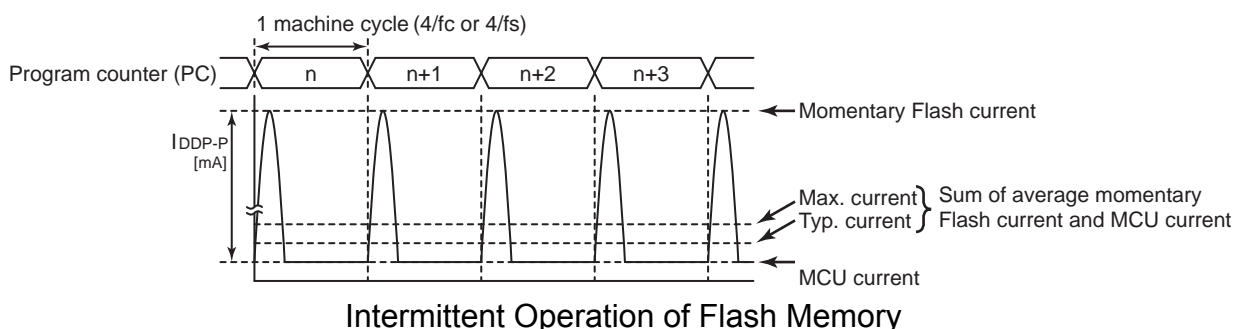 1 machine cycle (4/fc or 4/fs)
Program counter (PC)
n
n+1
n+2
n+3
Momentary Flash current
IDDP-P
[mA]
Max. current
Typ. current
Sum of average momentary
Flash current and MCU current
MCU current
Intermittent Operation of Flash Memory